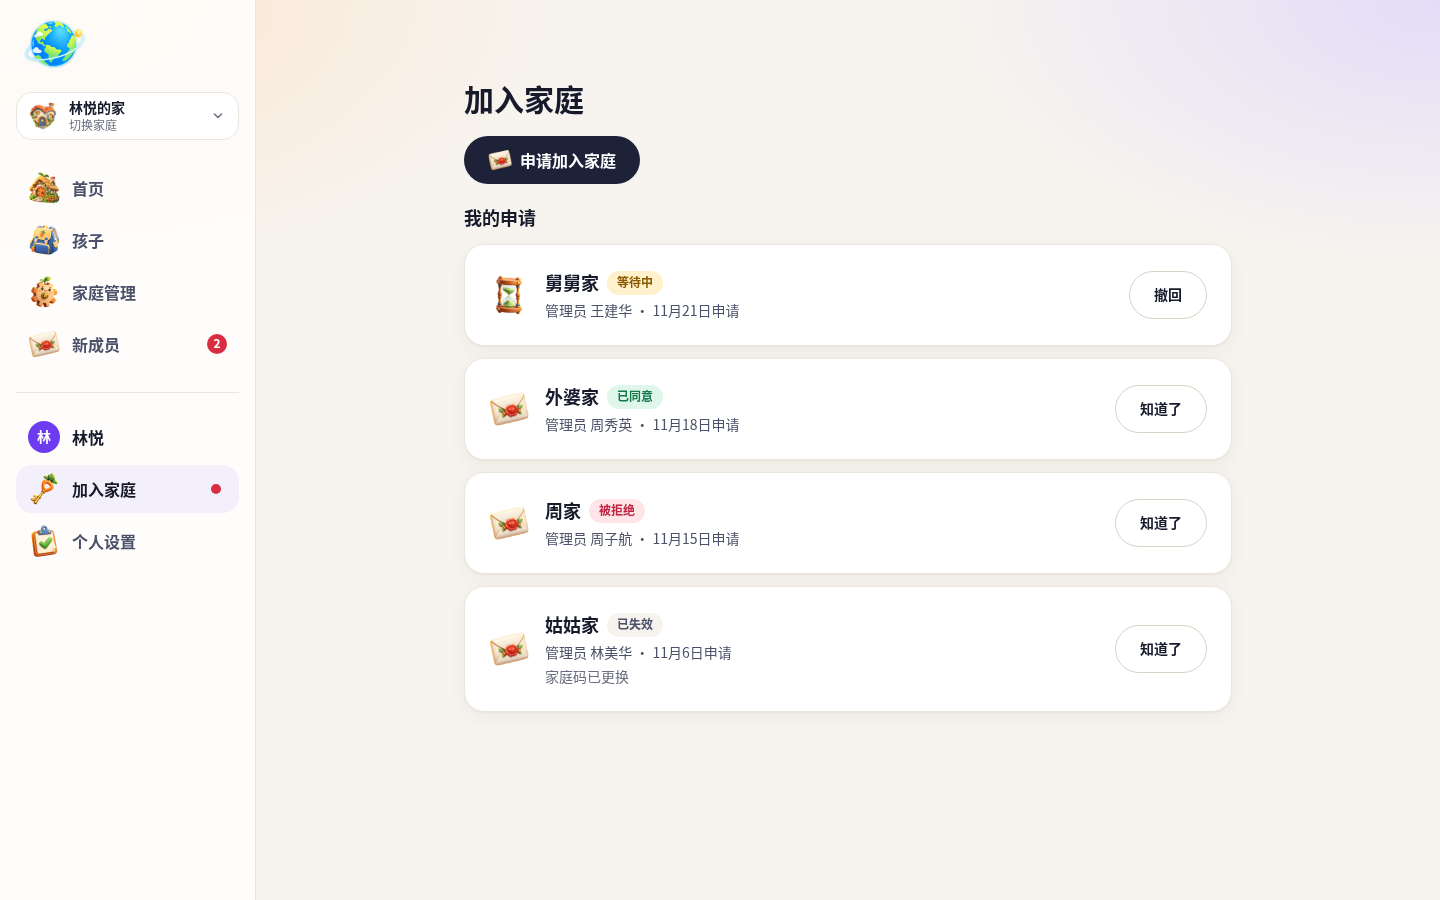 林悦的家
切换家庭
首页
孩子
家庭管理
新成员
2
林
林悦
加入家庭
个人设置
加入家庭
申请加入家庭
我的申请
舅舅家
等待中
管理员 王建华 · 11月21日申请
撤回
外婆家
已同意
管理员 周秀英 · 11月18日申请
知道了
周家
被拒绝
管理员 周子航 · 11月15日申请
知道了
姑姑家
已失效
管理员 林美华 · 11月6日申请
家庭码已更换
知道了